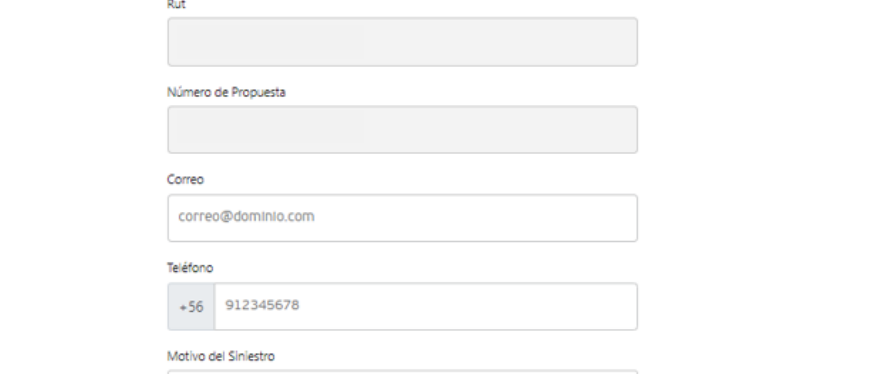 Rut
Número de Propuesta
Correo
correo@dominio.com
Teléfono
+56 912345678
Motivo del Siniestro